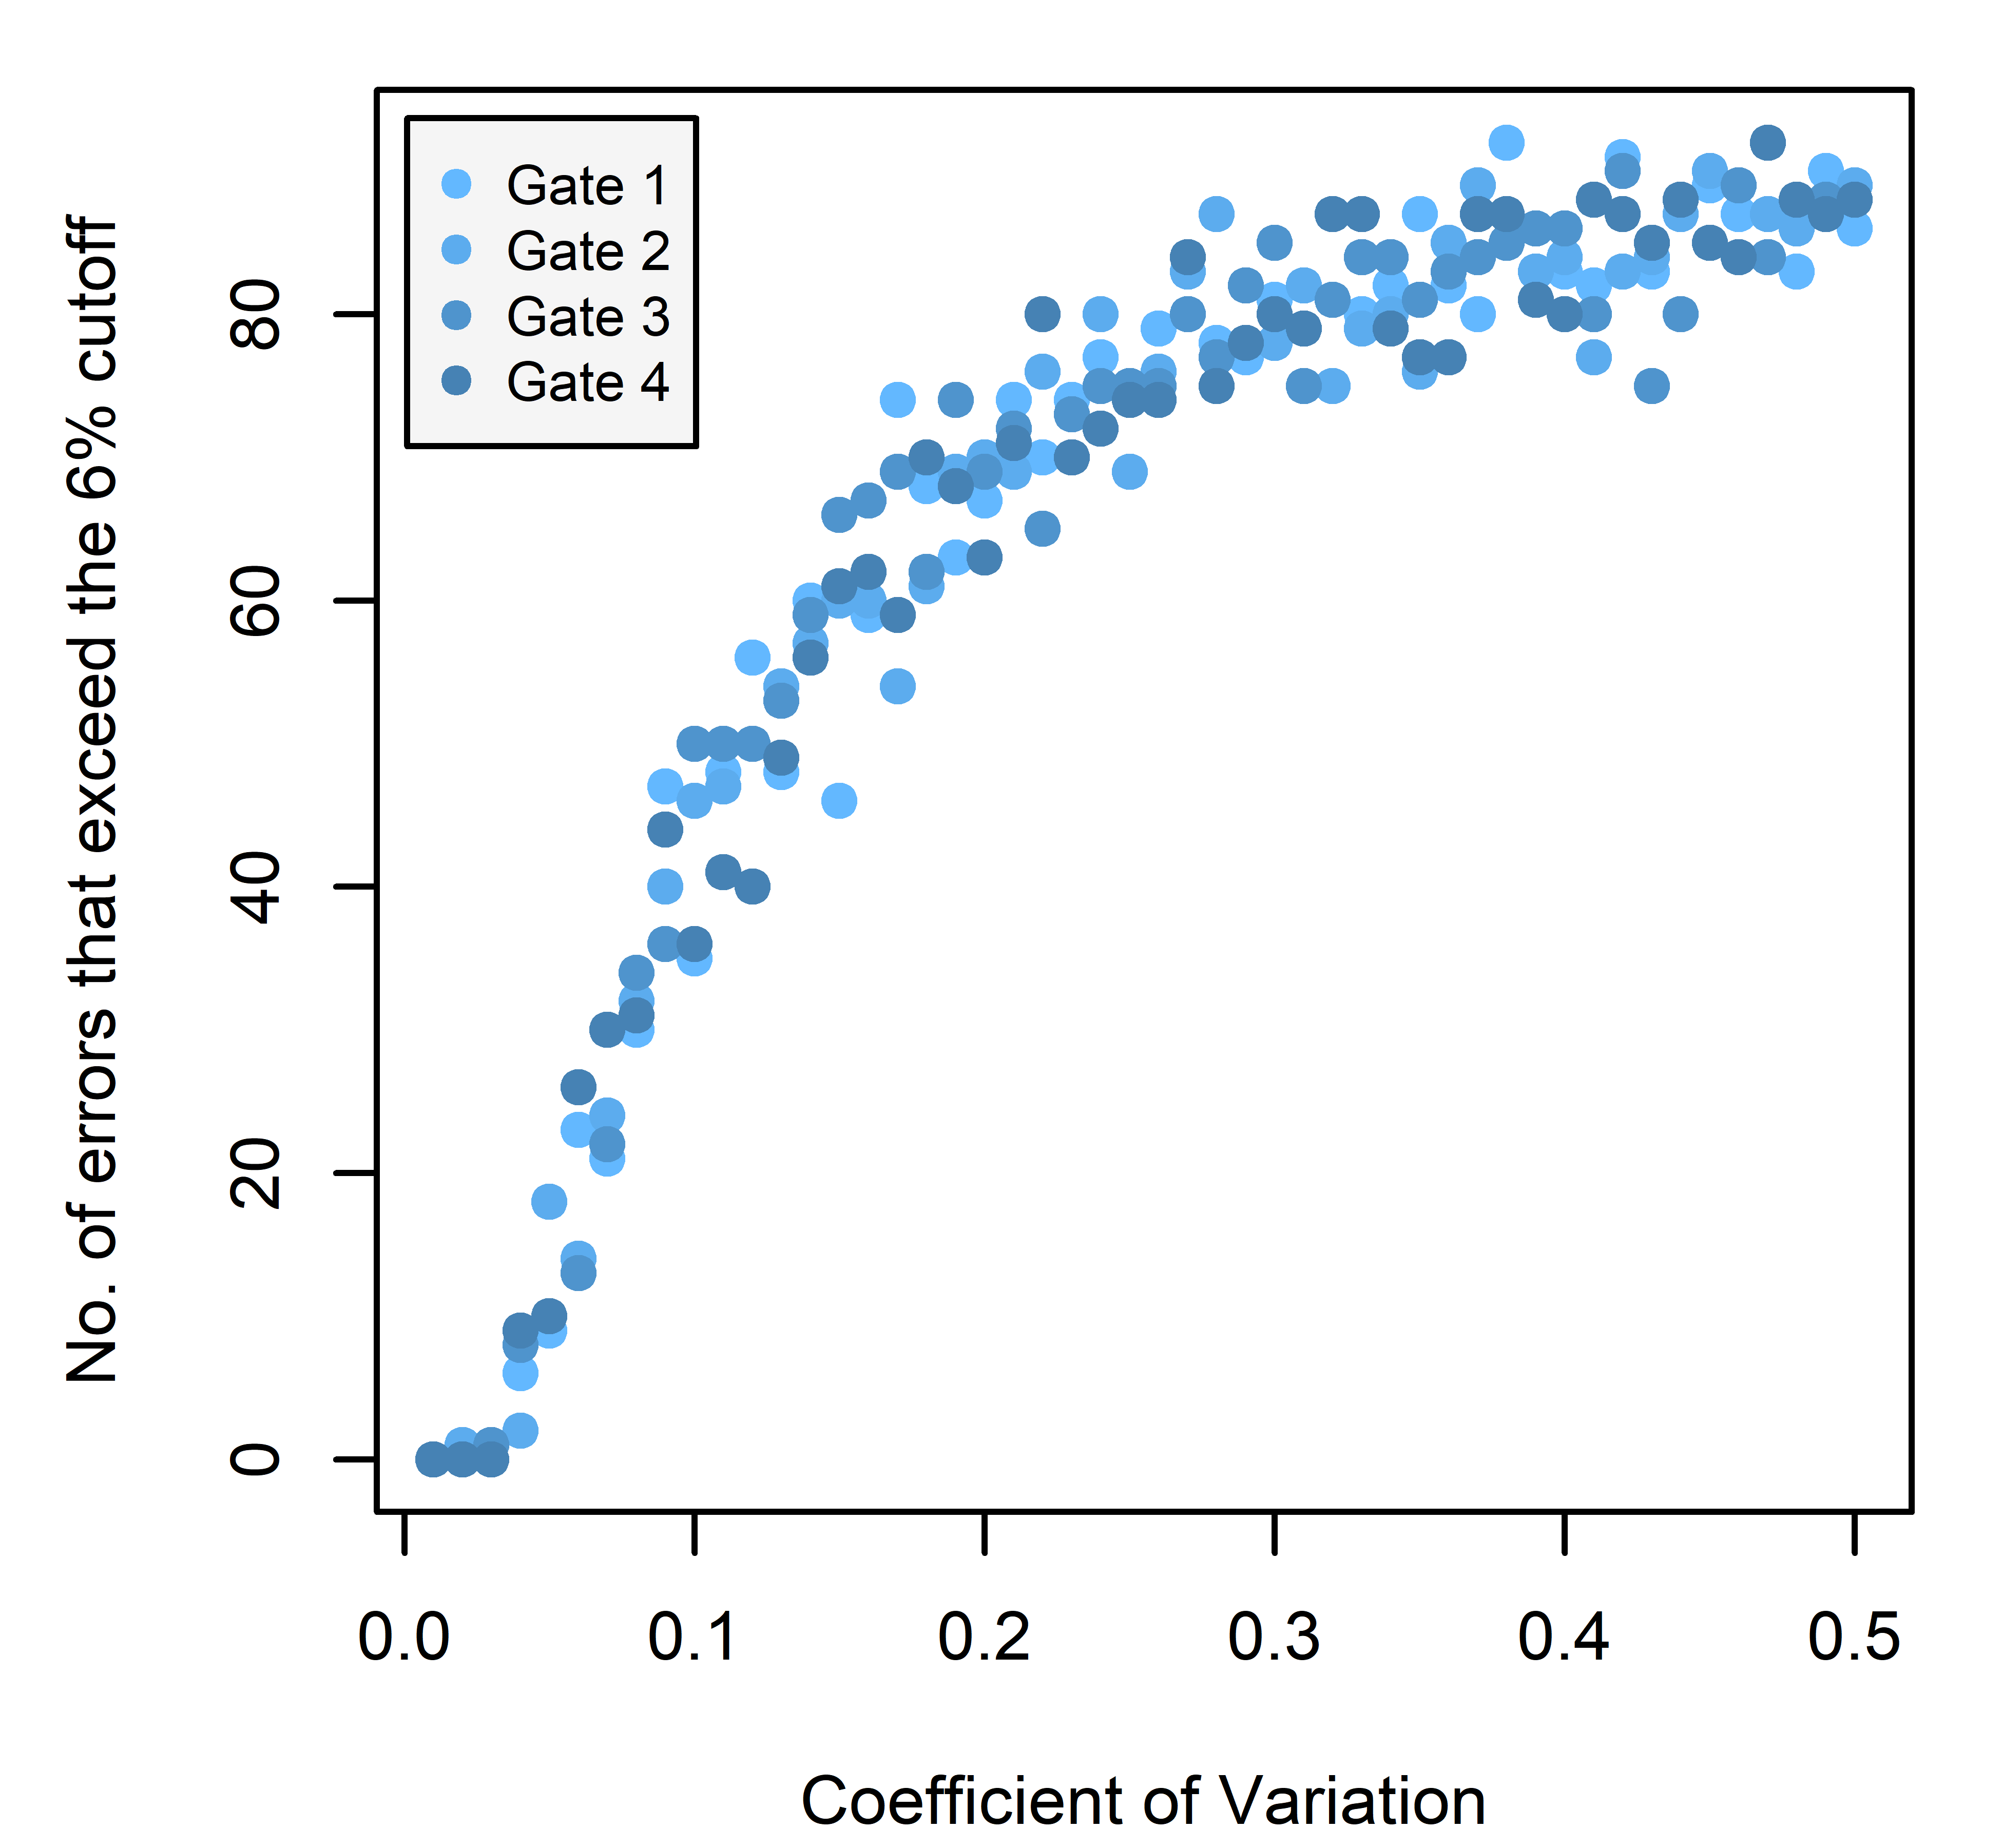 Gate 1
Gate 2
Gate 3
Gate 4
No. of errors that exceed the 6% cutoff
80
60
40
20
0
0.0 0.1 0.2 0.3 0.4 0.5
Coefficient of Variation